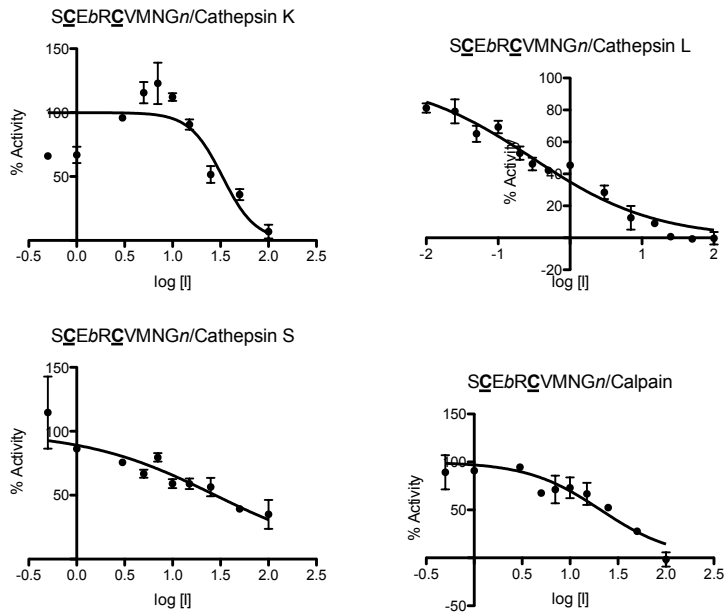 SCEbRCVMNGn/Cathepsin K
150
100
50
0
% Activity
-0.5 0.0 0.5 1.0 1.5 2.0 2.5
log [I]
SCEbRCVMNGn/Cathepsin L
100
80
60
40
20
-20
% Activity
-2 -1 0 1 2
log [I]
SCEbRCVMNGn/Cathepsin S
150
100
50
0
% Activity
-0.5 0.0 0.5 1.0 1.5 2.0 2.5
log [I]
SCEbRCVMNGn/Calpain
150
100
50
-50
% Activity
-0.5 0.5 1.0 1.5 2.0 2.5
log [I]